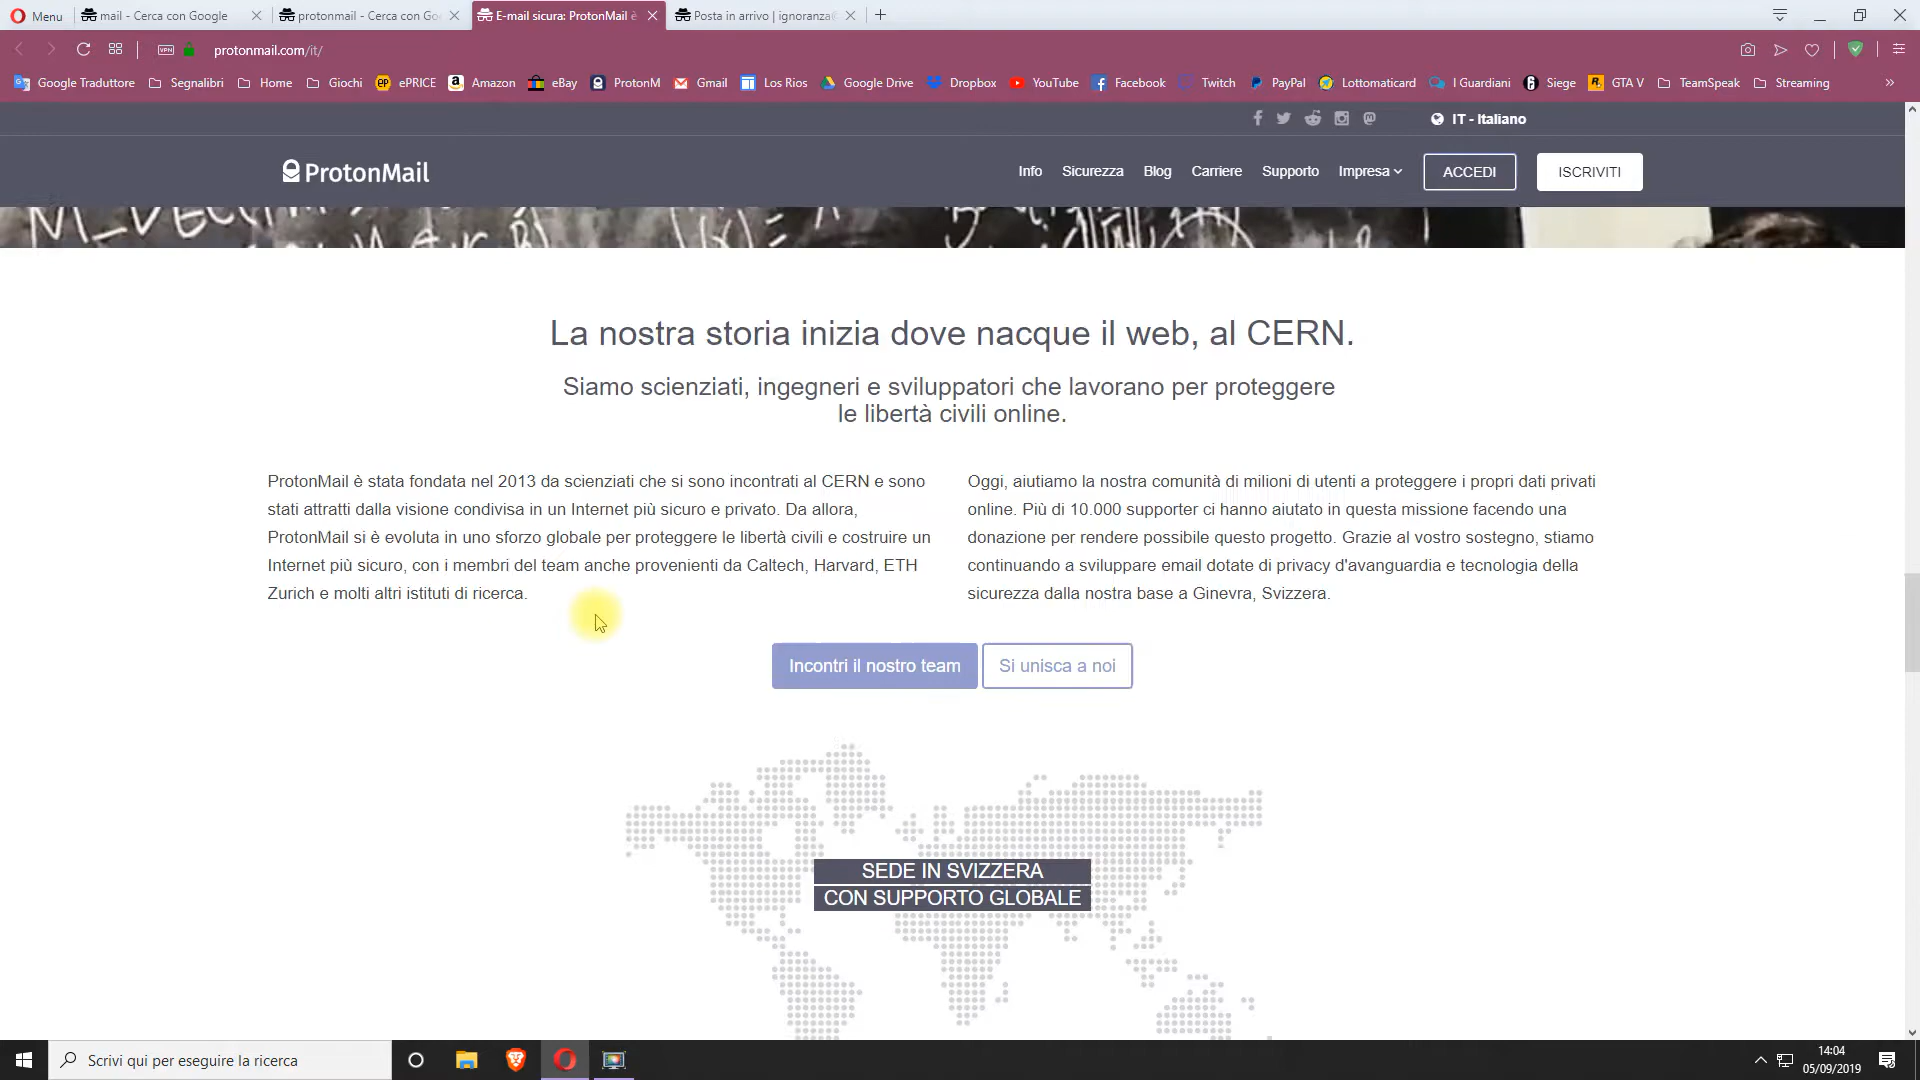 Menu
mail - Cerca con Google
protonmail - Cerca con Go
E-mail sicura: ProtonMail è
Posta in arrivo | ignoranza@
VPN
protonmail.com/it/
Google Traduttore
Segnalibri
Home
Giochi
ePRICE
Amazon
eBay
ProtonM
Gmail
Los Rios
Google Drive
Dropbox
YouTube
Facebook
Twitch
PayPal
Lottomaticard
I Guardiani
Siege
GTA V
TeamSpeak
Streaming
IT - Italiano
ProtonMail
Info
Sicurezza
Blog
Carriere
Supporto
Impresa
ACCEDI
ISCRIVITI
La nostra storia inizia dove nacque il web, al CERN.
Siamo scienziati, ingegneri e sviluppatori che lavorano per proteggere
le libertà civili online.
ProtonMail è stata fondata nel 2013 da scienziati che si sono incontrati al CERN e sono
stati attratti dalla visione condivisa in un Internet più sicuro e privato. Da allora,
ProtonMail si è evoluta in uno sforzo globale per proteggere le libertà civili e costruire un
Internet più sicuro, con i membri del team anche provenienti da Caltech, Harvard, ETH
Zurich e molti altri istituti di ricerca.
Oggi, aiutiamo la nostra comunità di milioni di utenti a proteggere i propri dati privati
online. Più di 10.000 supporter ci hanno aiutato in questa missione facendo una
donazione per rendere possibile questo progetto. Grazie al vostro sostegno, stiamo
continuando a sviluppare email dotate di privacy d'avanguardia e tecnologia della
sicurezza dalla nostra base a Ginevra, Svizzera.
Incontri il nostro team
Si unisca a noi
SEDE IN SVIZZERA
CON SUPPORTO GLOBALE
Scrivi qui per eseguire la ricerca
14:04
05/09/2019